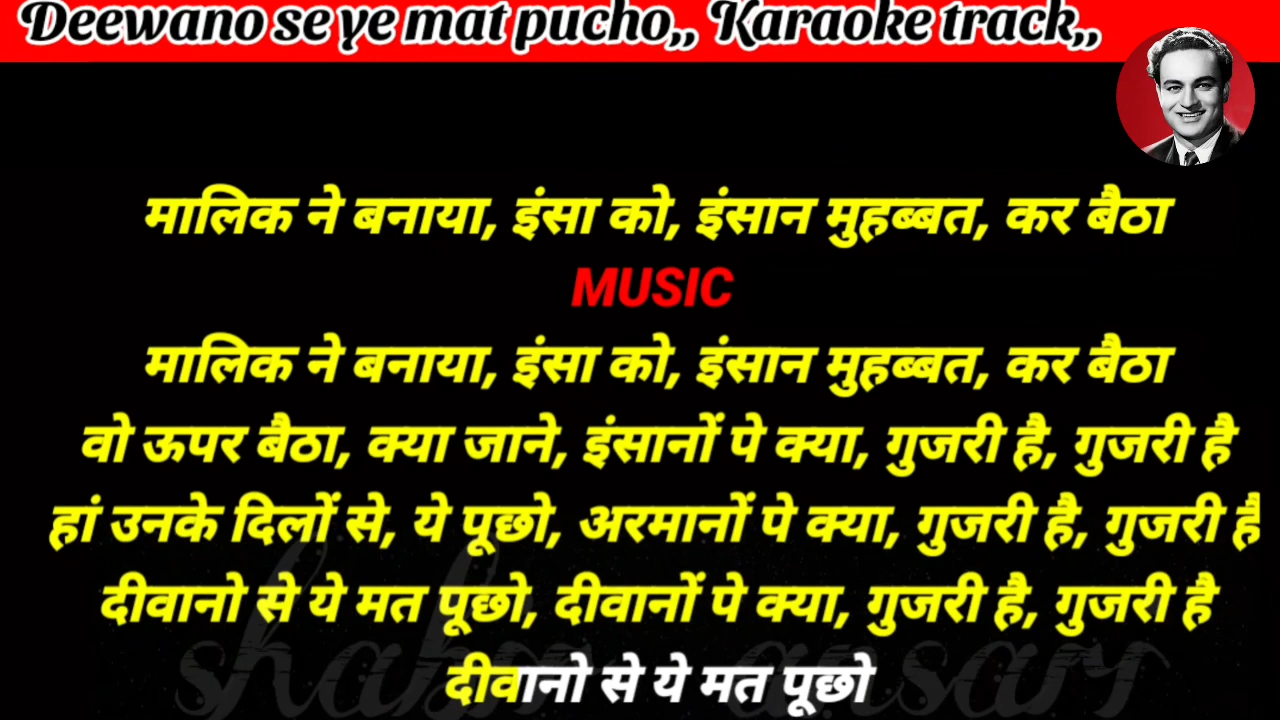 Deewano se ye mat pucho,, Karaoke track,,
मालिक ने बनाया, इंसा को, इंसान मुहब्बत, कर बैठा
MUSIC
मालिक ने बनाया, इंसा को, इंसान मुहब्बत, कर बैठा
वो ऊपर बैठा, क्या जाने, इंसानों पे क्या, गुजरी है, गुजरी है
हां उनके दिलों से, ये पूछो, अरमानों पे क्या, गुजरी है, गुजरी है
दीवानो से ये मत पूछो, दीवानों पे क्या, गुजरी है, गुजरी है
दीवानो से ये मत पूछो
ansary